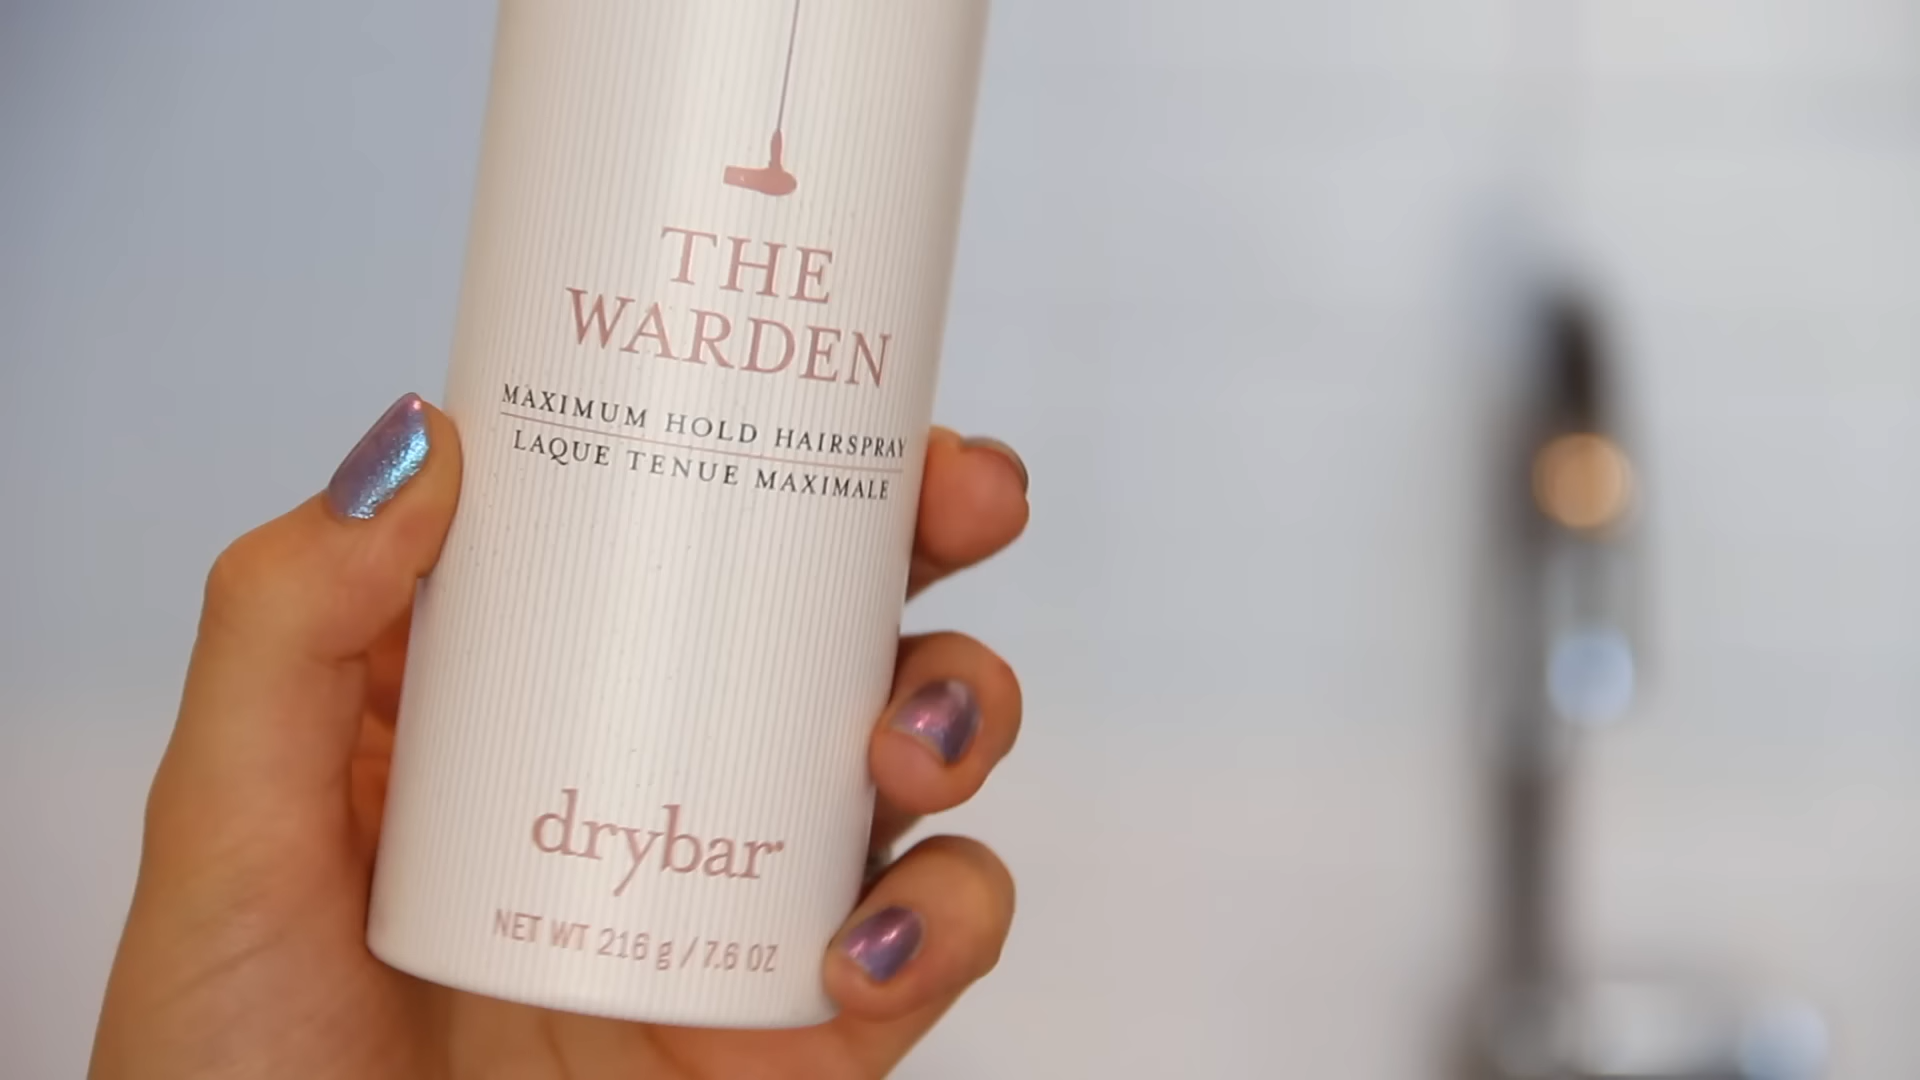 THE
WARDEN
MAXIMUM HOLD HAIRSPRAY
LAQUE TENUE MAXIMALE
drybar
NET WT 216 g / 7.6 OZ